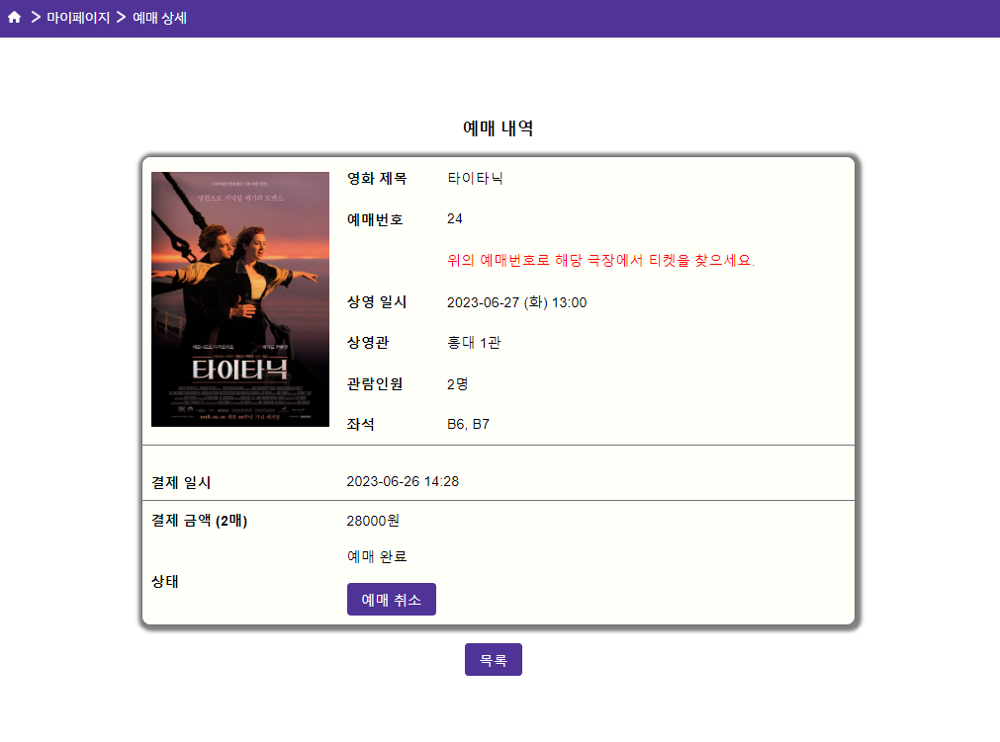 마이페이지 예매 상세
예매 내역
영화 제목 타이타닉
예매번호 24
위의 예매번호로 해당 극장에서 티켓을 찾으세요.
상영 일시 2023-06-27 (화) 13:00
상영관 홍대 1관
관람인원 2명
좌석 B6, B7
타이타닉
결제 일시 2023-06-26 14:28
결제 금액 (2매) 28000원
예매 완료
상태
예매 취소
목록